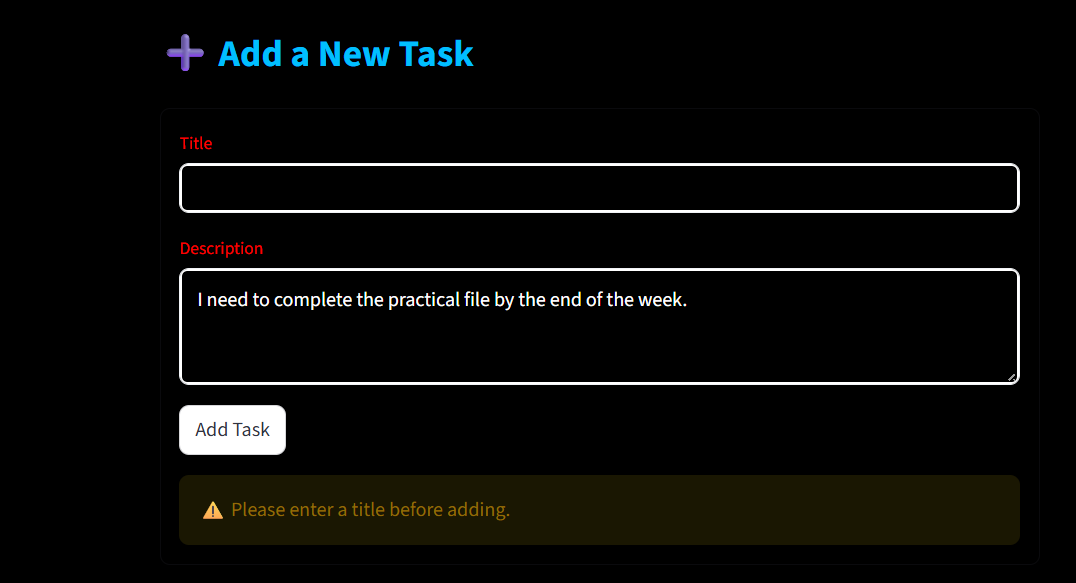 ➕ Add a New Task
Title
Description
I need to complete the practical file by the end of the week.
Add Task
⚠️ Please enter a title before adding.